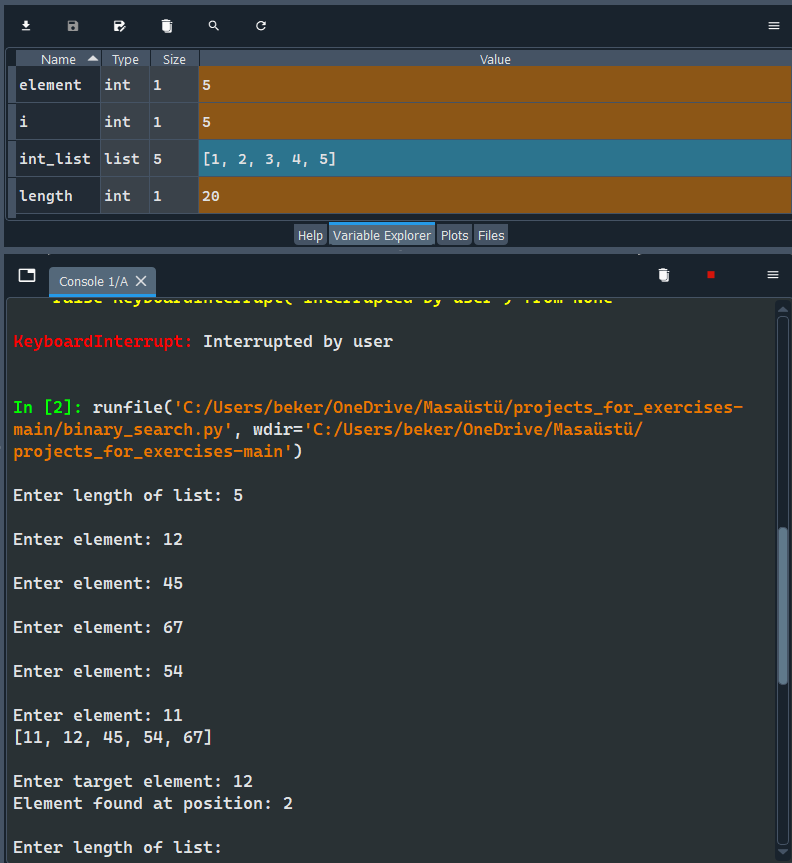 Name Type Size Value
element int 1 5
i int 1 5
int_list list 5 [1, 2, 3, 4, 5]
length int 1 20
Help Variable Explorer Plots Files
Console 1/A
raise KeyboardInterrupt("Interrupted by user") from None
KeyboardInterrupt: Interrupted by user
In [2]: runfile('C:/Users/beker/OneDrive/Masaüstü/projects_for_exercises-
main/binary_search.py', wdir='C:/Users/beker/OneDrive/Masaüstü/
projects_for_exercises-main')
Enter length of list: 5
Enter element: 12
Enter element: 45
Enter element: 67
Enter element: 54
Enter element: 11
[11, 12, 45, 54, 67]
Enter target element: 12
Element found at position: 2
Enter length of list: